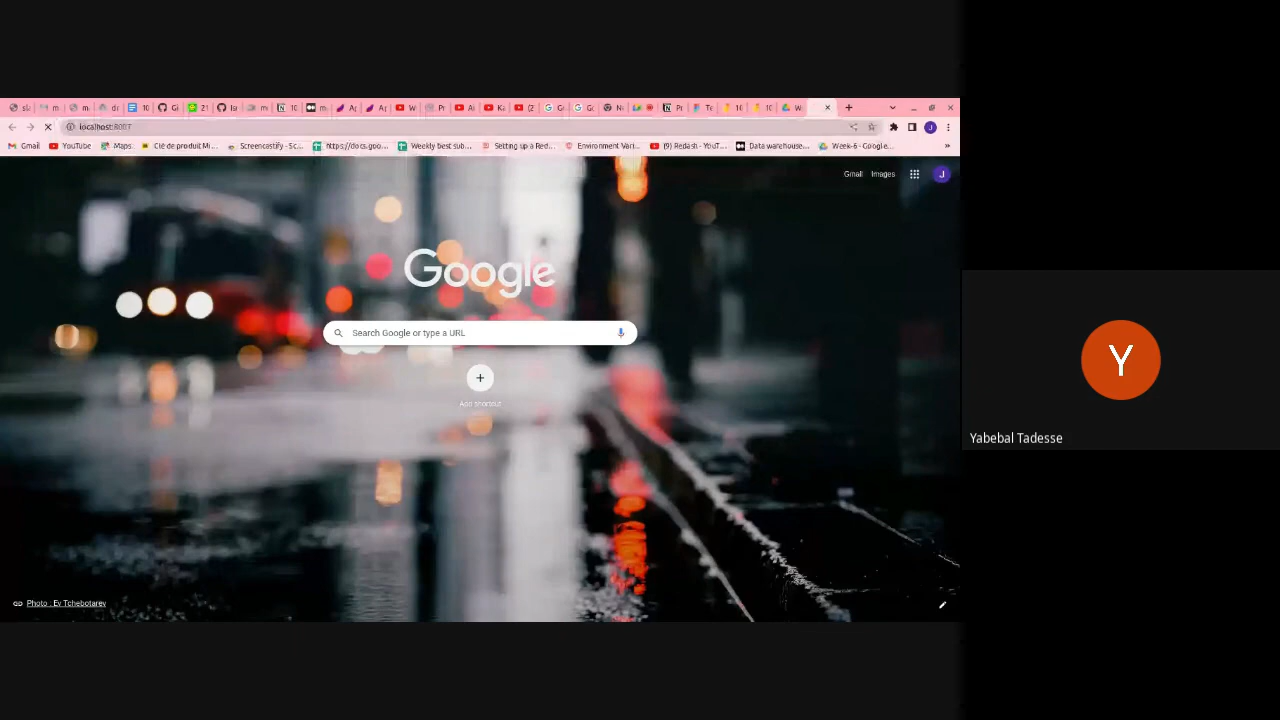 localhost:8087
Gmail YouTube Maps Clé de produit Mi... Screencastify - Sc... https://docs.goo... Weekly best sub... Setting up a Red... Environment Vari... (9) Redash - YouT... Data warehouse... Week-6 - Google... »
Gmail Images J
Google
Search Google or type a URL
Add shortcut
Y
Yabebal Tadesse
Photo : Ev Tchebotarev